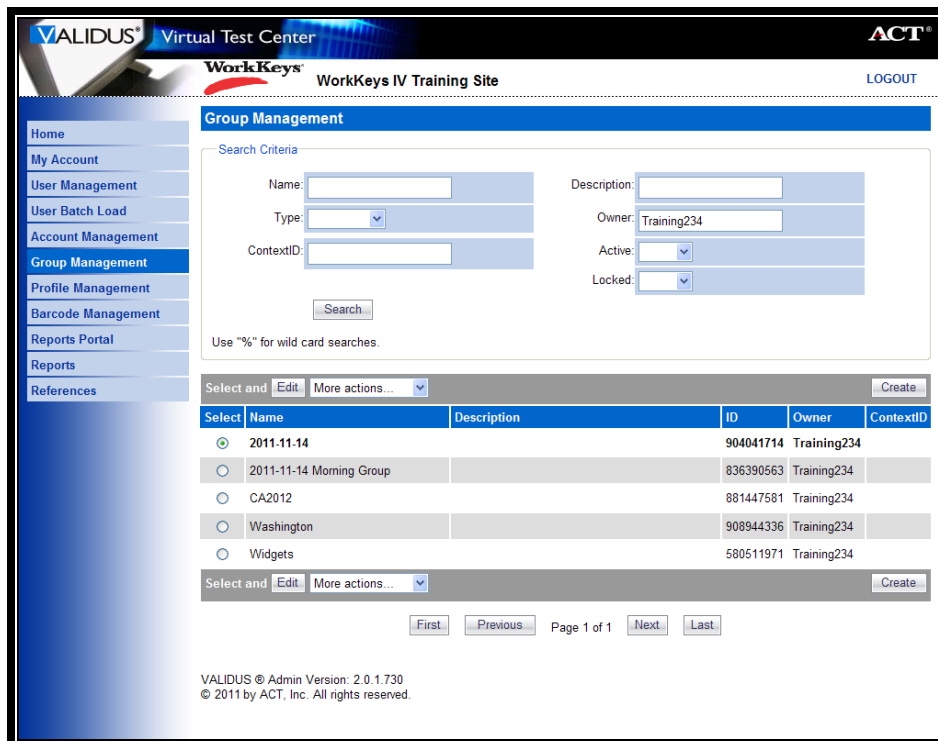 VALIDUS® Virtual Test Center ACT®
WorkKeys® WorkKeys IV Training Site LOGOUT
Home
My Account
User Management
User Batch Load
Account Management
Group Management
Profile Management
Barcode Management
Reports Portal
Reports
References
Group Management
Search Criteria
Name: Description:
Type: Owner: Training234
ContextID: Active:
Locked:
Search
Use "%" for wild card searches.
Select and Edit More actions... Create
Select Name Description ID Owner ContextID
2011-11-14 904041714 Training234
2011-11-14 Morning Group 836390563 Training234
CA2012 881447581 Training234
Washington 908944336 Training234
Widgets 580511971 Training234
Select and Edit More actions... Create
First Previous Page 1 of 1 Next Last
VALIDUS ® Admin Version: 2.0.1.730
© 2011 by ACT, Inc. All rights reserved.